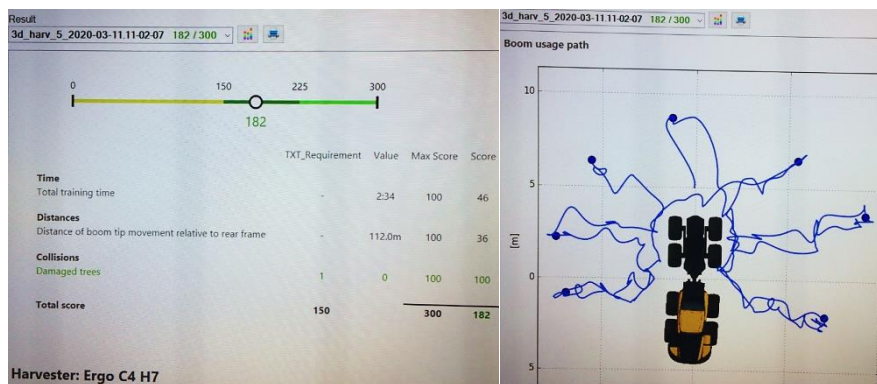 Result
3d_harv_5_2020-03-11.11-02-07 182 / 300
0 150 225 300
182
TXT_Requirement Value Max Score Score
Time
Total training time - 2:34 100 46
Distances
Distance of boom tip movement relative to rear frame - 112.0m 100 36
Collisions
Damaged trees 1 0 100 100
Total score 150 300 182
Harvester: Ergo C4 H7
3d_harv_5_2020-03-11.11-02-07 182 / 300
Boom usage path
10
5
[m]
0
5